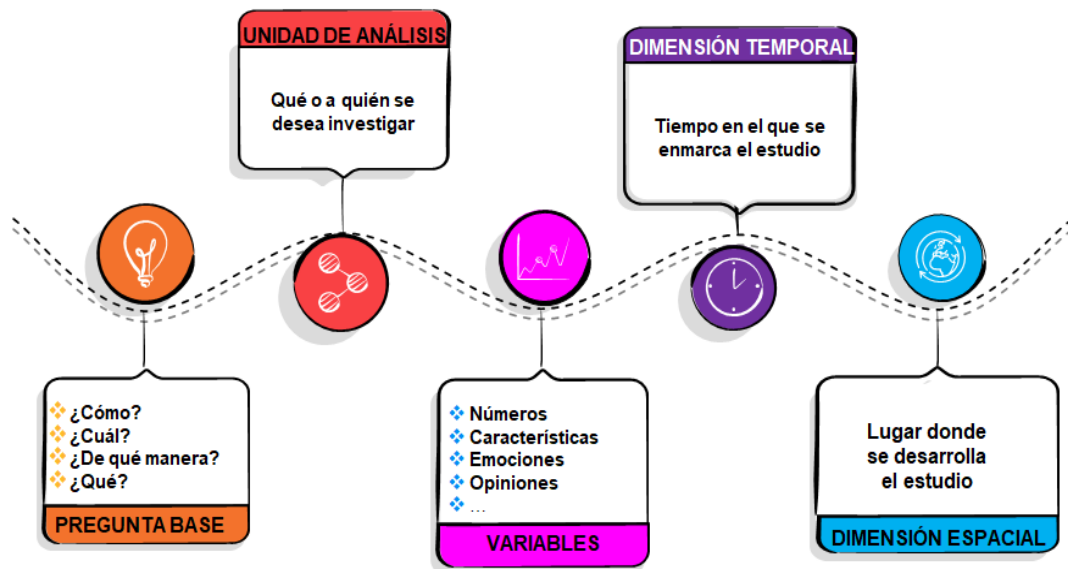 UNIDAD DE ANÁLISIS
Qué o a quién se
desea investigar
DIMENSIÓN TEMPORAL
Tiempo en el que se
enmarca el estudio
¿Cómo?
¿Cuál?
¿De qué manera?
¿Qué?
PREGUNTA BASE
Números
Características
Emociones
Opiniones
...
VARIABLES
Lugar donde
se desarrolla
el estudio
DIMENSIÓN ESPACIAL